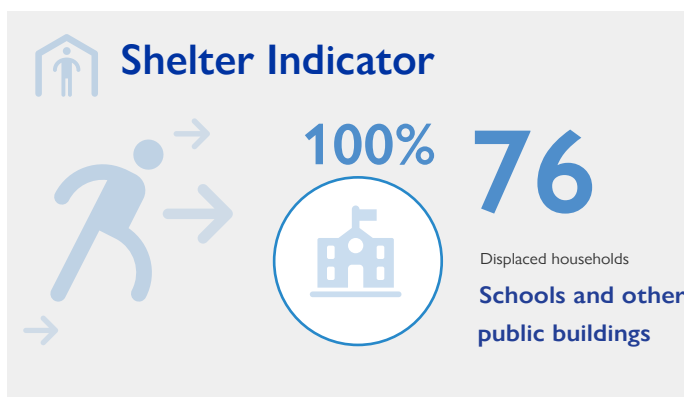 Shelter Indicator
100%
76
Displaced households
Schools and other
public buildings